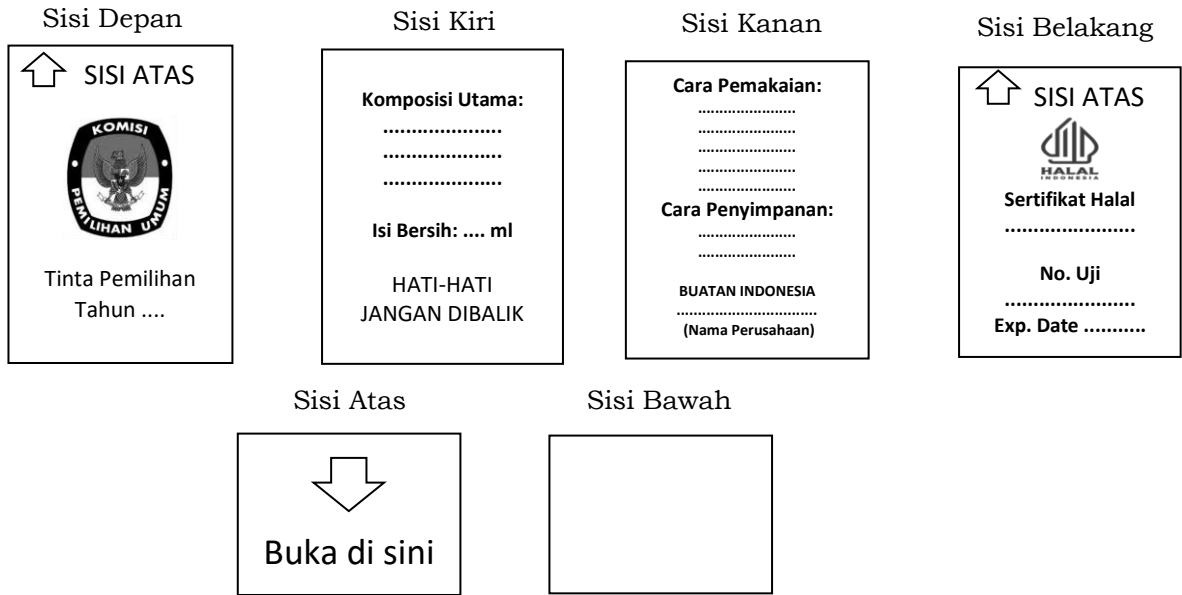 Sisi Depan
SISI ATAS
KOMISI
PEMILIHAN UMUM
Tinta Pemilihan
Tahun ....
Sisi Kiri
Komposisi Utama:
.....................
.....................
.....................
Isi Bersih: .... ml
HATI-HATI
JANGAN DIBALIK
Sisi Kanan
Cara Pemakaian:
.......................
.......................
.......................
.......................
.......................
Cara Penyimpanan:
.......................
.......................
BUATAN INDONESIA
.................................
(Nama Perusahaan)
Sisi Belakang
SISI ATAS
HALAL
INDONESIA
Sertifikat Halal
.......................
No. Uji
.......................
Exp. Date ...........
Sisi Atas
Buka di sini
Sisi Bawah